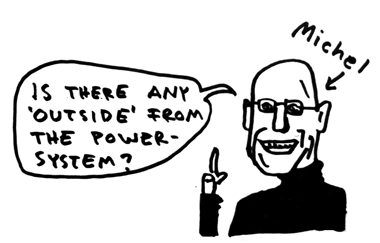 Michel
IS THERE ANY
'OUTSIDE' FROM
THE POWER-
SYSTEM?